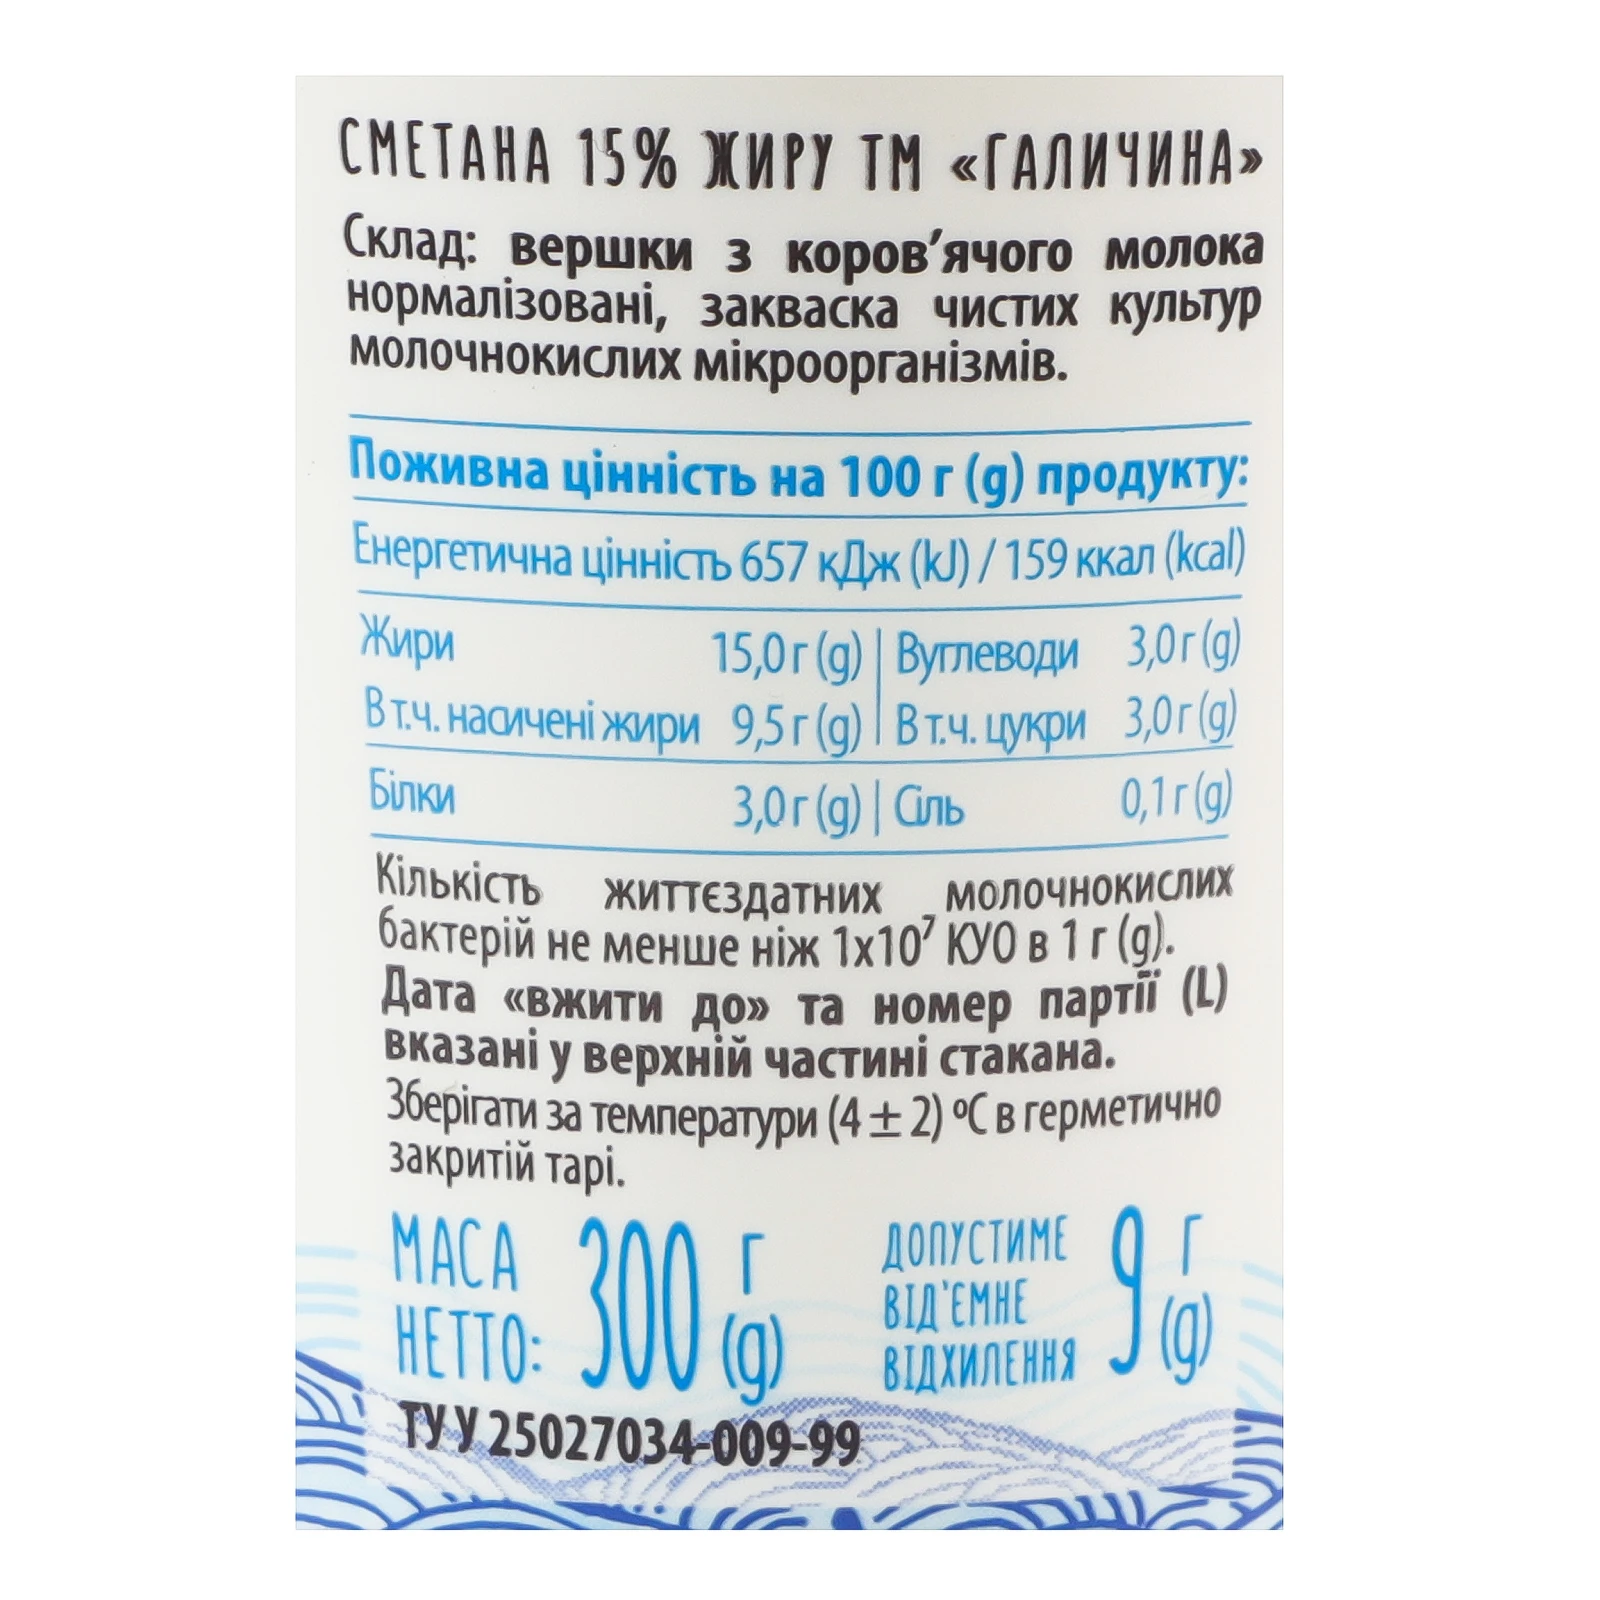 СМЕТАНА 15% ЖИРУ ТМ «ГАЛИЧИНА»
Склад: вершки з коров’ячого молока
нормалізовані, закваска чистих культур
молочнокислих мікроорганізмів.
Поживна цінність на 100 г (g) продукту:
Енергетична цінність 657 кДж (kJ) / 159 ккал (kcal)
Жири 15,0 г (g) | Вуглеводи 3,0 г (g)
В т.ч. насичені жири 9,5 г (g) | В т.ч. цукри 3,0 г (g)
Білки 3,0 г (g) | Сіль 0,1 г (g)
Кількість життєздатних молочнокислих
бактерій не менше ніж 1х10⁷ КУО в 1 г (g).
Дата «вжити до» та номер партії (L)
вказані у верхній частині стакана.
Зберігати за температури (4 ± 2) ºС в герметично
закритій тарі.
МАСА
НЕТТО: 300 г (g)
ДОПУСТИМЕ
ВІД'ЄМНЕ
ВІДХИЛЕННЯ 9 г (g)
ТУ У 25027034-009-99